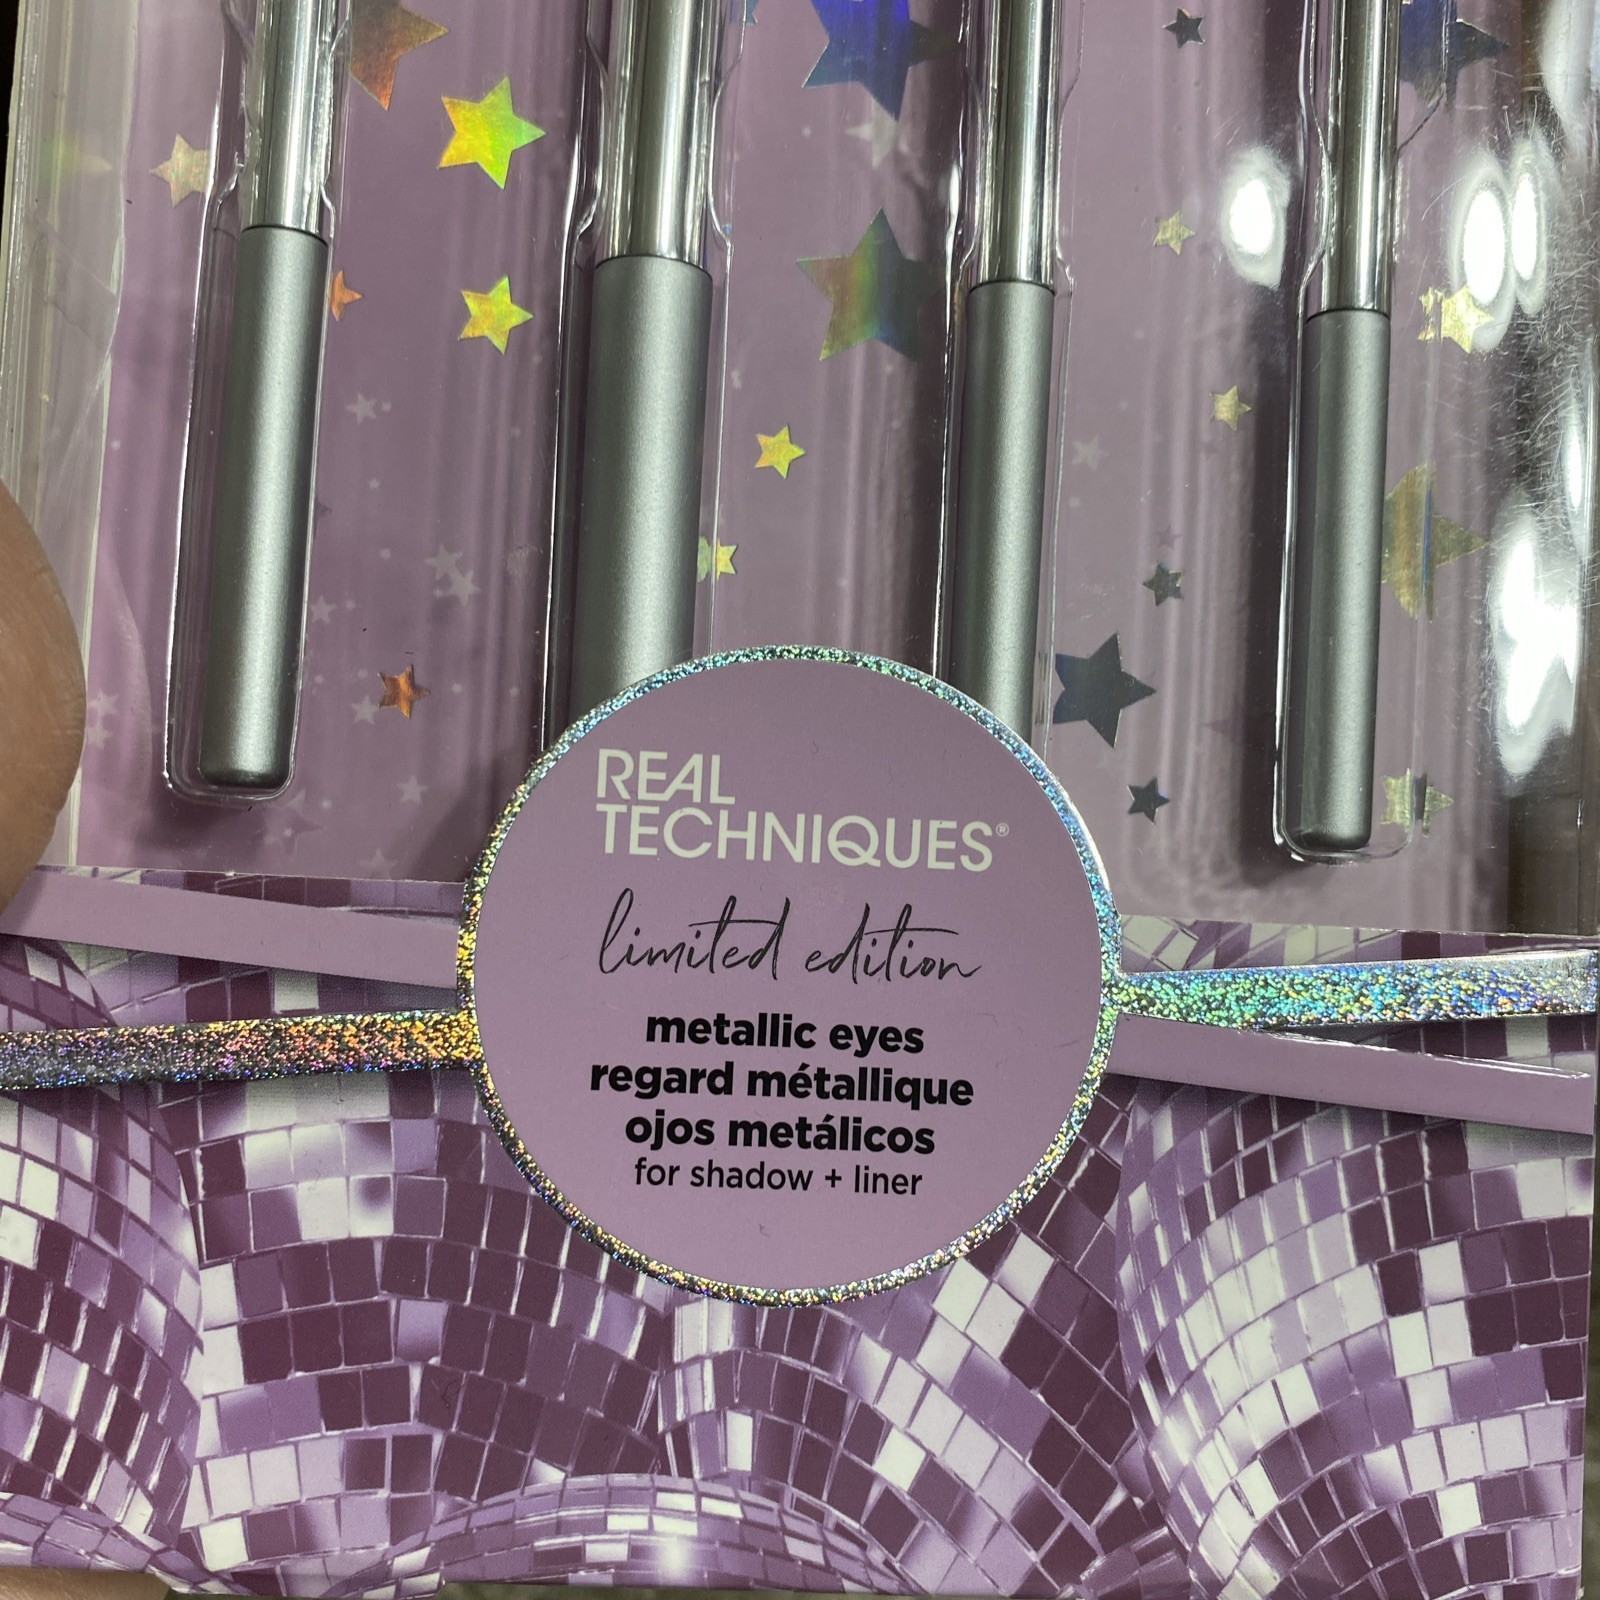 REAL
TECHNIQUES®
limited edition
metallic eyes
regard métallique
ojos metálicos
for shadow + liner